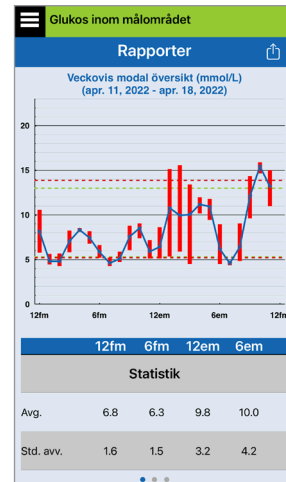 Glukos inom målområdet
Rapporter
Veckovis modal översikt (mmol/L)
(apr. 11, 2022 - apr. 18, 2022)
20
15
10
5
0
12fm 6fm 12em 6em 12fm
12fm 6fm 12em 6em
Statistik
Avg. 6.8 6.3 9.8 10.0
Std. avv. 1.6 1.5 3.2 4.2